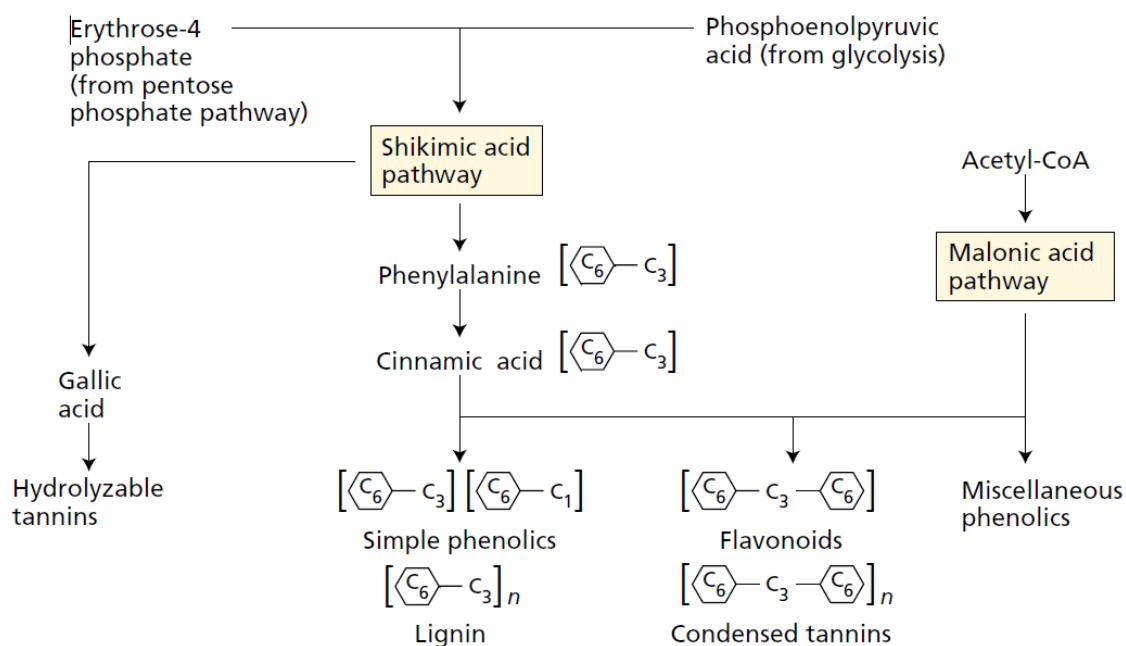 Erythrose-4
phosphate
(from pentose
phosphate pathway)
Phosphoenolpyruvic
acid (from glycolysis)
Shikimic acid
pathway
Acetyl-CoA
Malonic acid
pathway
Phenylalanine [C6 — C3]
Cinnamic acid [C6 — C3]
Gallic
acid
Hydrolyzable
tannins
[C6 — C3] [C6 — C1]
Simple phenolics
[C6 — C3]n
Lignin
[C6 — C3 — C6]
Flavonoids
[C6 — C3 — C6]n
Condensed tannins
Miscellaneous
phenolics